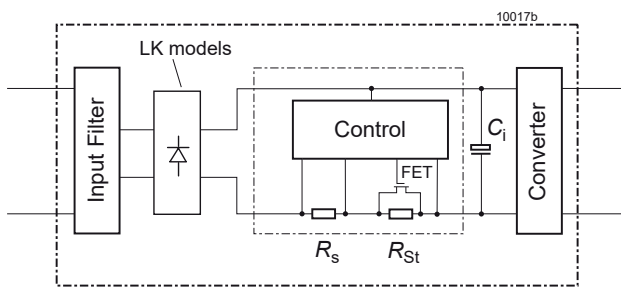 10017b
LK models
Input Filter
Control
FET
Ci
Converter
Rs
RSt